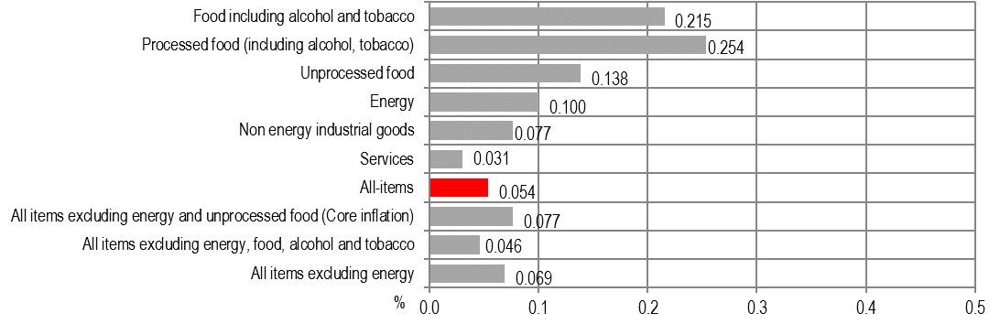 Food including alcohol and tobacco 0.215
Processed food (including alcohol, tobacco) 0.254
Unprocessed food 0.138
Energy 0.100
Non energy industrial goods 0.077
Services 0.031
All-items 0.054
All items excluding energy and unprocessed food (Core inflation) 0.077
All items excluding energy, food, alcohol and tobacco 0.046
All items excluding energy 0.069
% 0.0 0.1 0.2 0.3 0.4 0.5